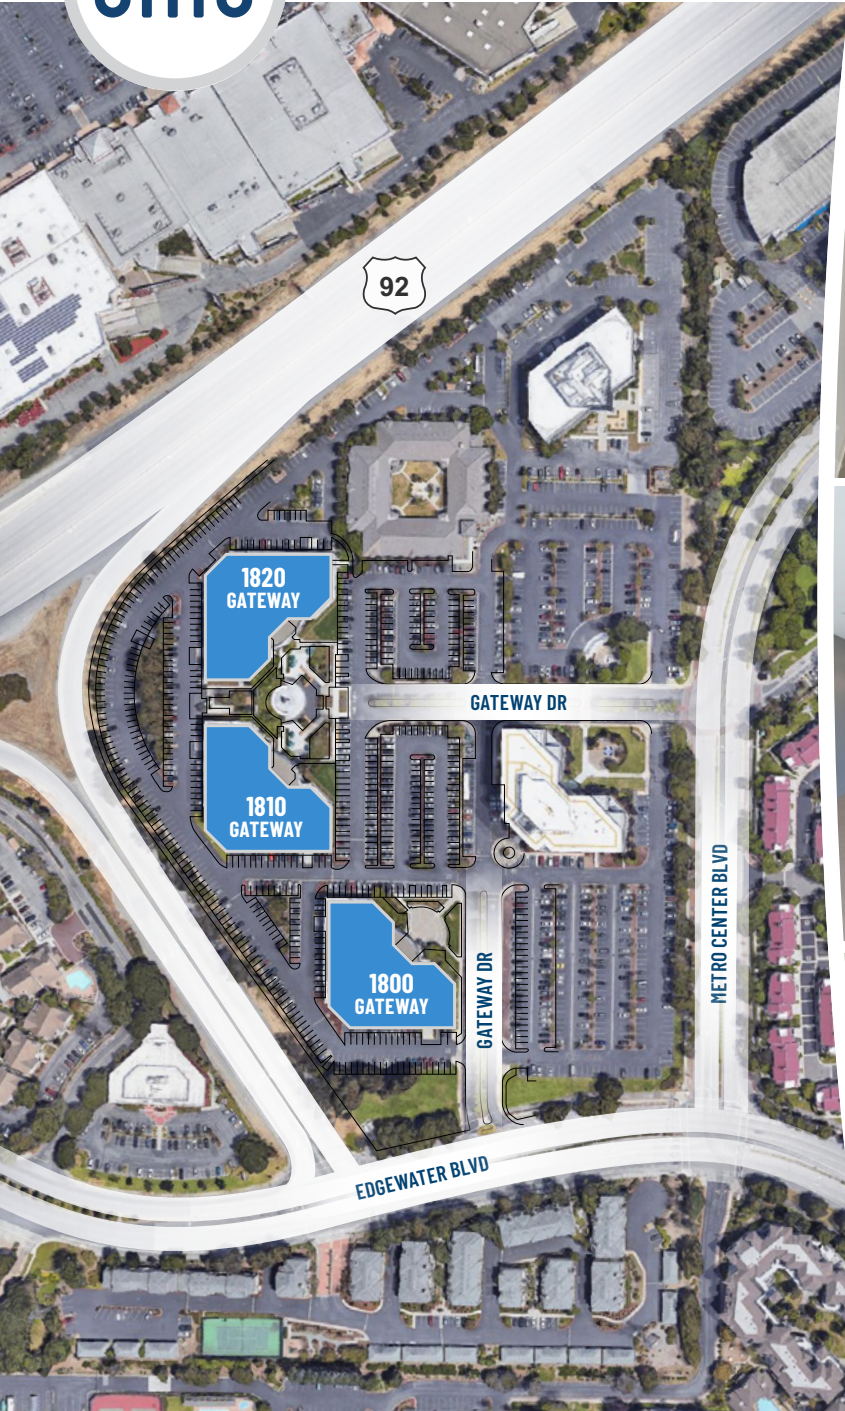 92
1820
GATEWAY
GATEWAY DR
1810
GATEWAY
METRO CENTER BLVD
1800
GATEWAY
GATEWAY DR
EDGEWATER BLVD